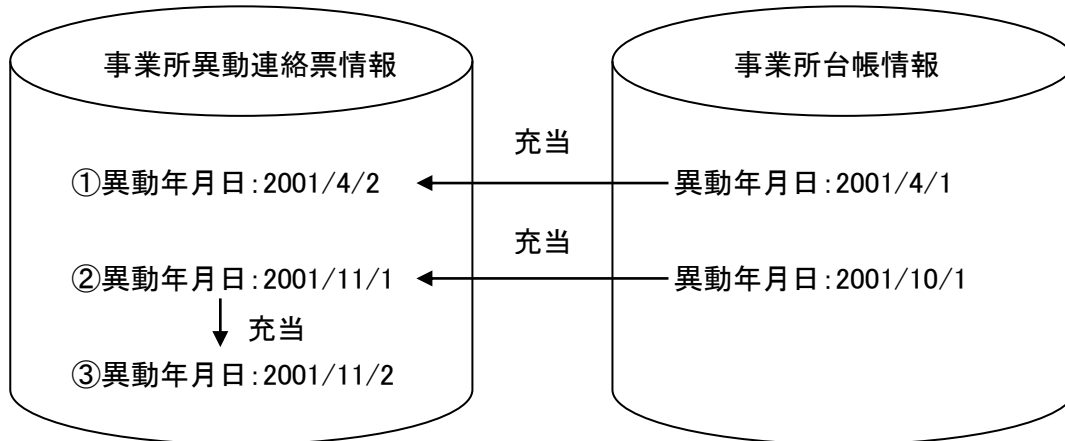 事業所異動連絡票情報
事業所台帳情報
充当
①異動年月日:2001/4/2
異動年月日:2001/4/1
充当
②異動年月日:2001/11/1
異動年月日:2001/10/1
充当
③異動年月日:2001/11/2